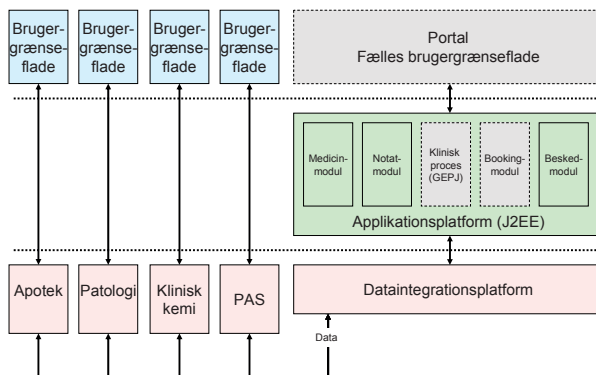 Bruger-
grænse-
flade
Bruger-
grænse-
flade
Bruger-
grænse-
flade
Bruger-
grænse-
flade
Portal
Fælles brugergrænseflade
Medicin-
modul
Notat-
modul
Klinisk
proces
(GEPJ)
Booking-
modul
Besked-
modul
Applikationsplatform (J2EE)
Apotek
Patologi
Klinisk
kemi
PAS
Dataintegrationsplatform
Data